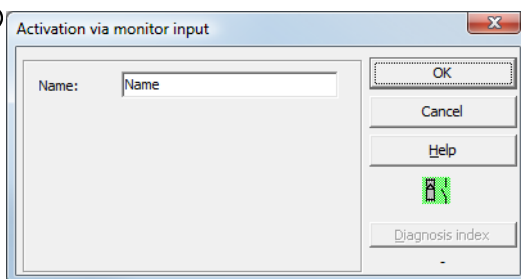 Activation via monitor input
Name:
Name
OK
Cancel
Help
Diagnosis index
-